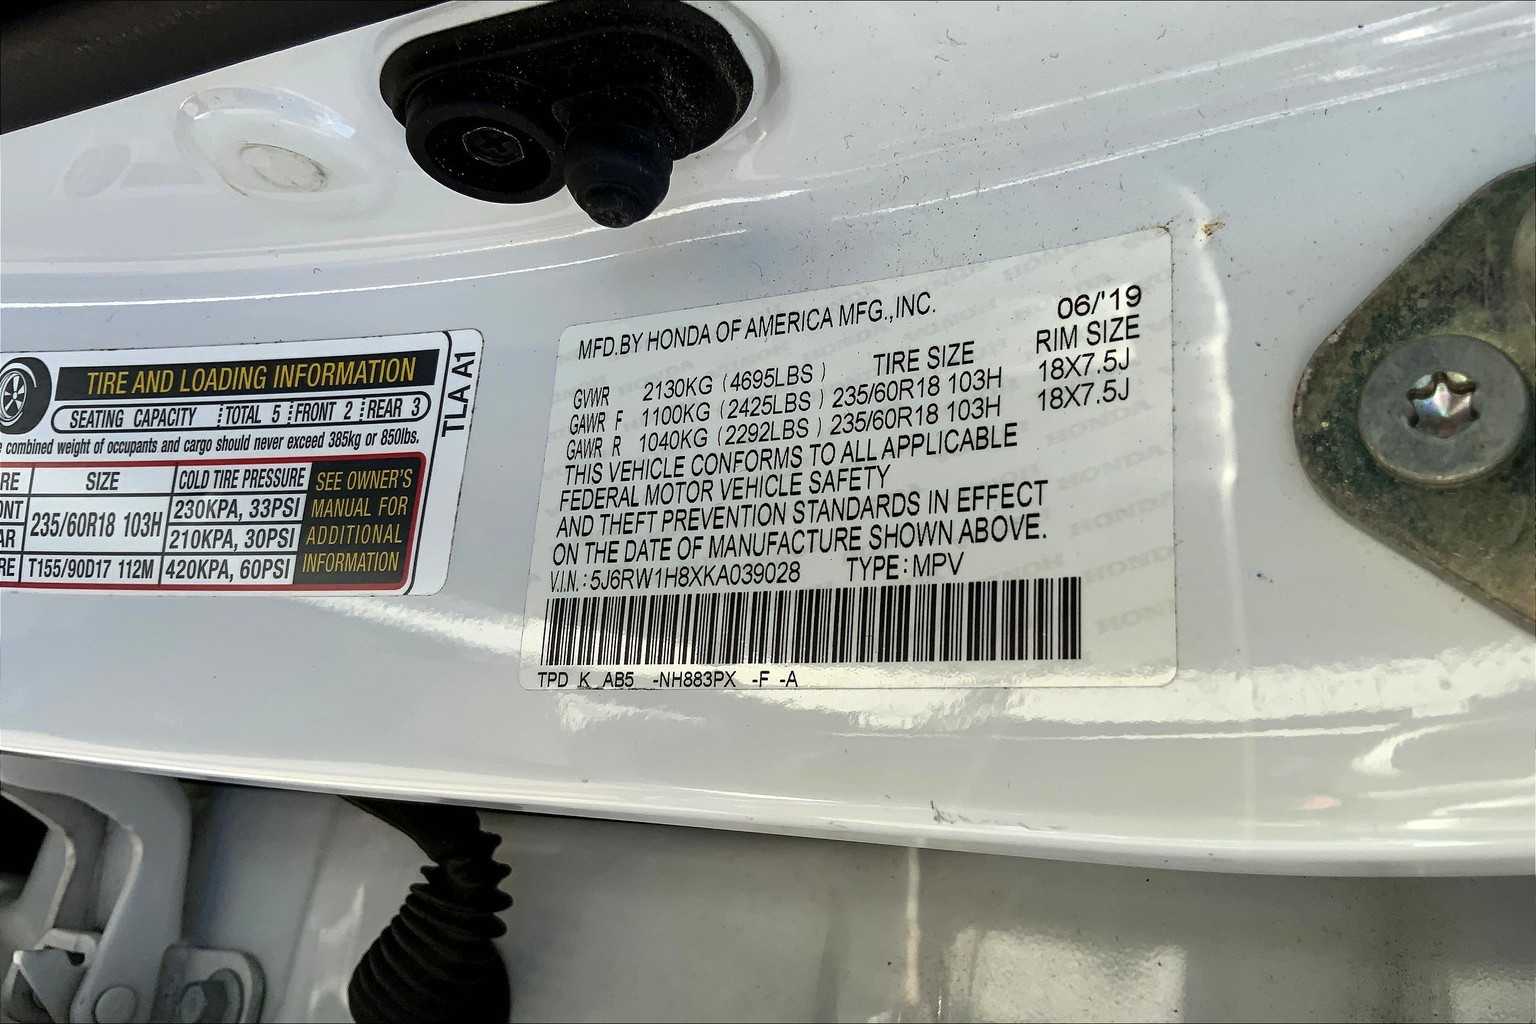 TIRE AND LOADING INFORMATION
SEATING CAPACITY TOTAL 5 FRONT 2 REAR 3
combined weight of occupants and cargo should never exceed 385kg or 850lbs.
SIZE COLD TIRE PRESSURE
235/60R18 103H 230KPA, 33PSI
210KPA, 30PSI
T155/90D17 112M 420KPA, 60PSI
SEE OWNER'S
MANUAL FOR
ADDITIONAL
INFORMATION
TLA A1
MFD.BY HONDA OF AMERICA MFG.,INC. 06/'19
TIRE SIZE RIM SIZE
GVWR 2130KG (4695LBS)
GAWR F 1100KG (2425LBS) 235/60R18 103H 18X7.5J
GAWR R 1040KG (2292LBS) 235/60R18 103H 18X7.5J
THIS VEHICLE CONFORMS TO ALL APPLICABLE
FEDERAL MOTOR VEHICLE SAFETY
AND THEFT PREVENTION STANDARDS IN EFFECT
ON THE DATE OF MANUFACTURE SHOWN ABOVE.
V.I.N.: 5J6RW1H8XKA039028 TYPE: MPV
TPD K AB5 -NH883PX -F -A